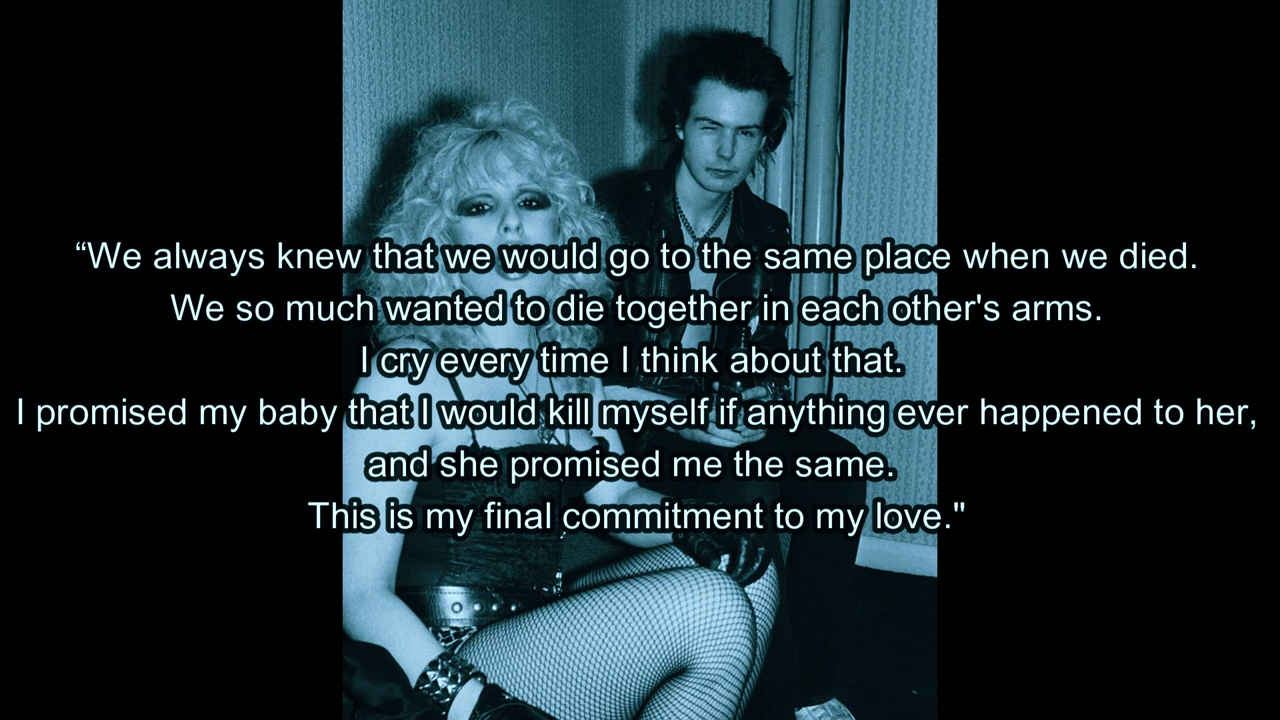 “We always knew that we would go to the same place when we died.
We so much wanted to die together in each other's arms.
I cry every time I think about that.
I promised my baby that I would kill myself if anything ever happened to her,
and she promised me the same.
This is my final commitment to my love."